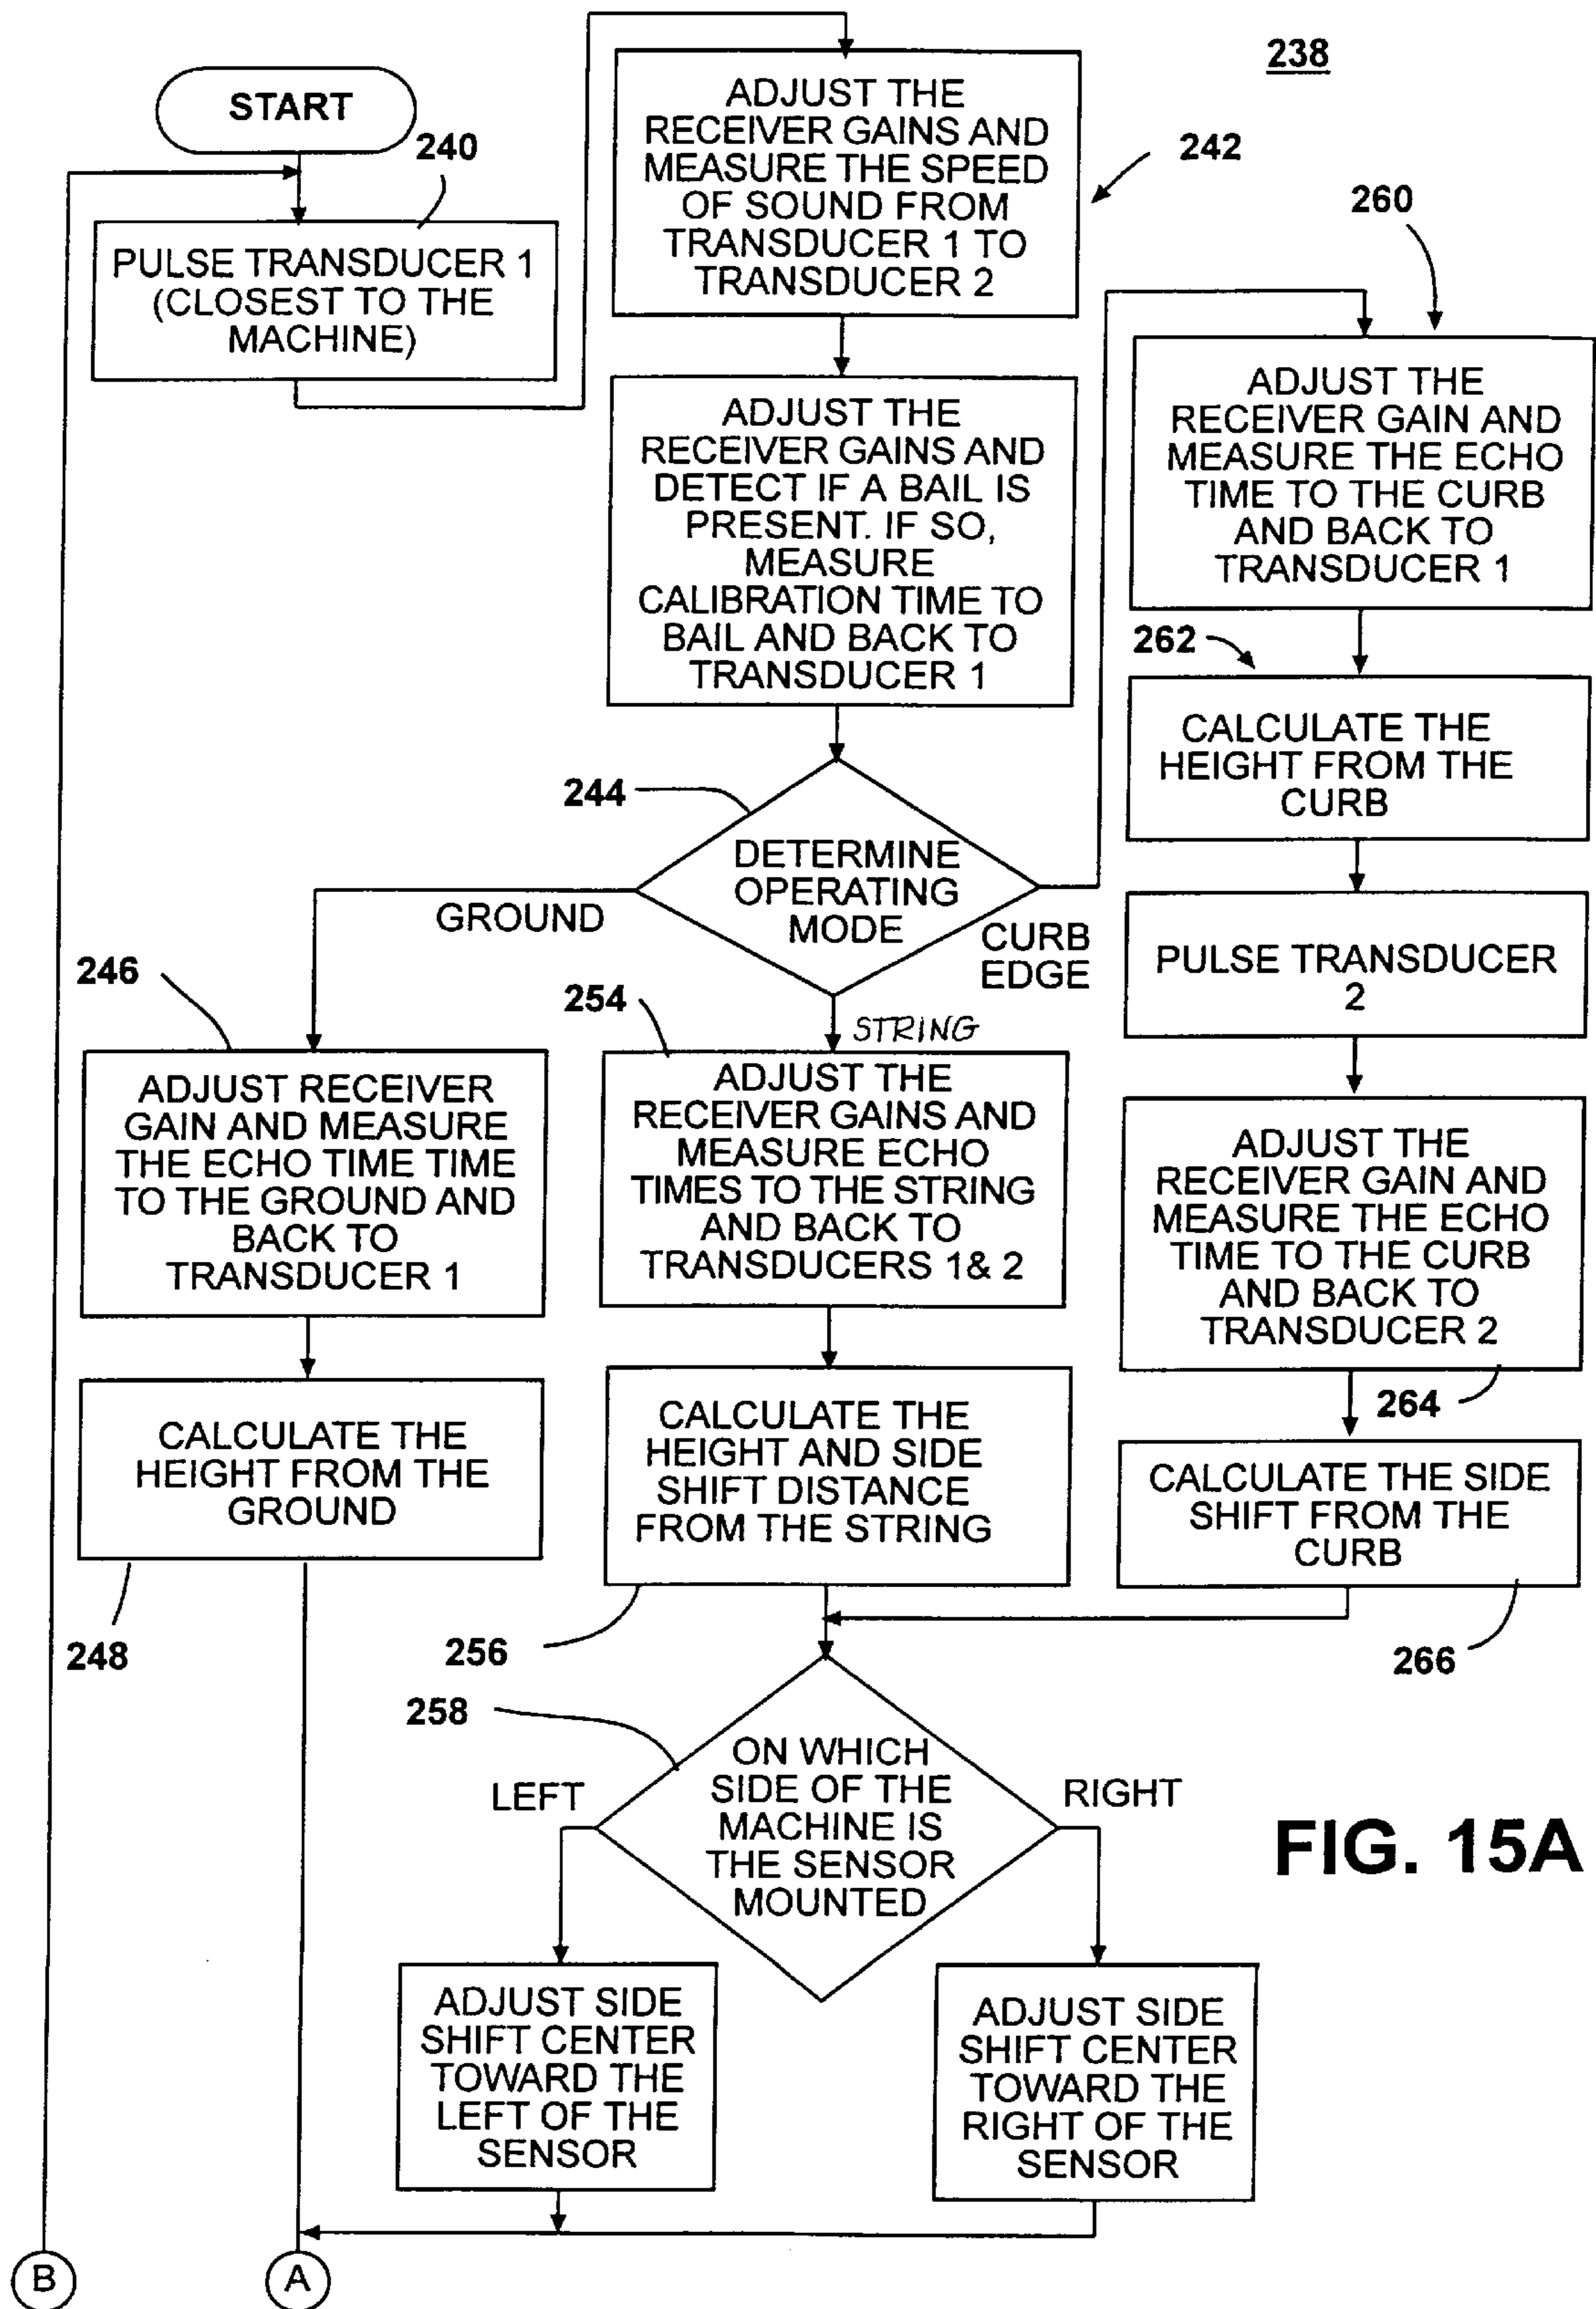 238
START
240
PULSE TRANSDUCER 1
(CLOSEST TO THE
MACHINE)
ADJUST THE
RECEIVER GAINS AND
MEASURE THE SPEED
OF SOUND FROM
TRANSDUCER 1 TO
TRANSDUCER 2
242
ADJUST THE
RECEIVER GAINS AND
DETECT IF A BAIL IS
PRESENT. IF SO,
MEASURE
CALIBRATION TIME TO
BAIL AND BACK TO
TRANSDUCER 1
244
DETERMINE
OPERATING
MODE
GROUND
CURB
EDGE
STRING
246
ADJUST RECEIVER
GAIN AND MEASURE
THE ECHO TIME TIME
TO THE GROUND AND
BACK TO
TRANSDUCER 1
CALCULATE THE
HEIGHT FROM THE
GROUND
248
254
ADJUST THE
RECEIVER GAINS AND
MEASURE ECHO
TIMES TO THE STRING
AND BACK TO
TRANSDUCERS 1& 2
CALCULATE THE
HEIGHT AND SIDE
SHIFT DISTANCE
FROM THE STRING
256
260
ADJUST THE
RECEIVER GAIN AND
MEASURE THE ECHO
TIME TO THE CURB
AND BACK TO
TRANSDUCER 1
262
CALCULATE THE
HEIGHT FROM THE
CURB
PULSE TRANSDUCER
2
ADJUST THE
RECEIVER GAIN AND
MEASURE THE ECHO
TIME TO THE CURB
AND BACK TO
TRANSDUCER 2
264
CALCULATE THE SIDE
SHIFT FROM THE
CURB
266
258
ON WHICH
SIDE OF THE
MACHINE IS
THE SENSOR
MOUNTED
LEFT
RIGHT
ADJUST SIDE
SHIFT CENTER
TOWARD THE
LEFT OF THE
SENSOR
ADJUST SIDE
SHIFT CENTER
TOWARD THE
RIGHT OF THE
SENSOR
FIG. 15A
B
A